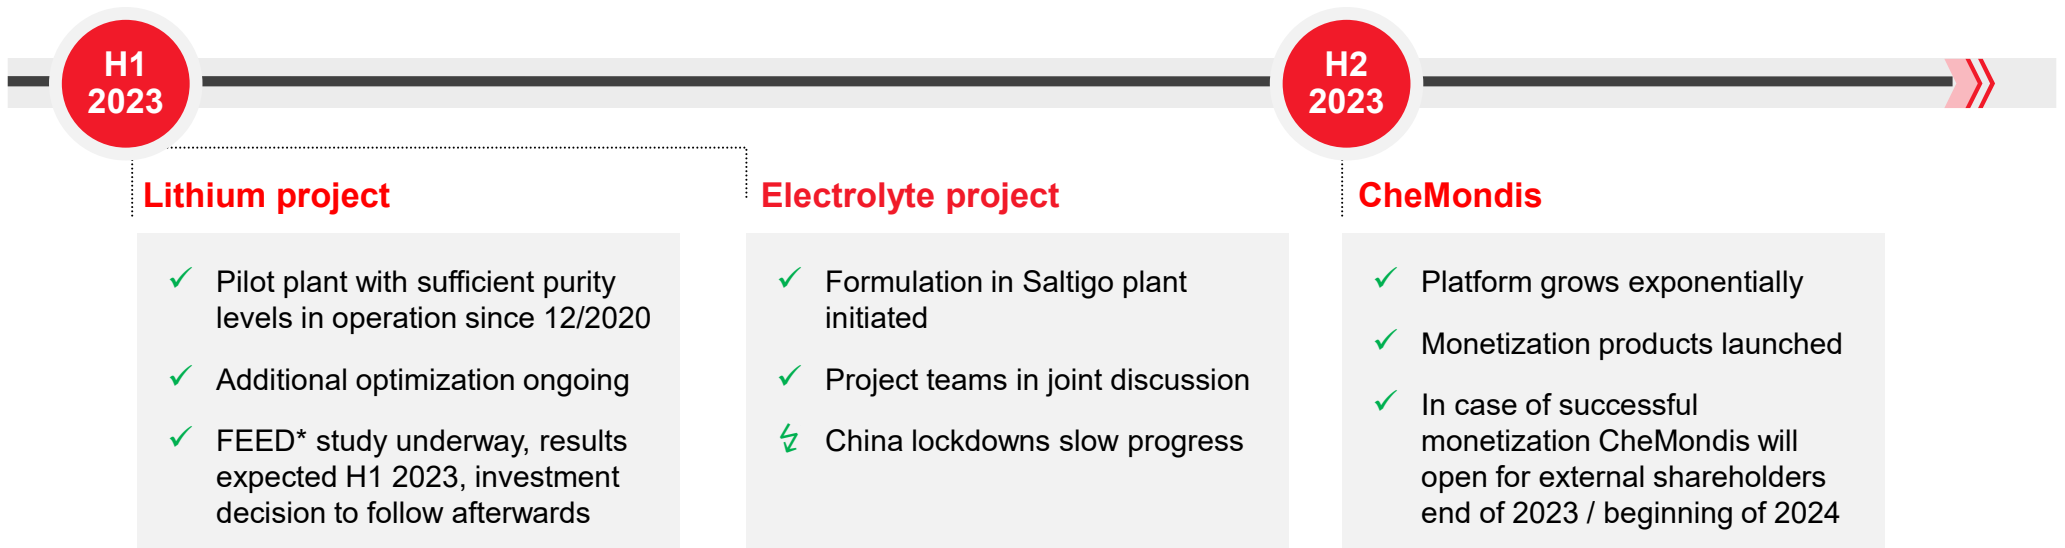 H1
2023
H2
2023
Lithium project
Pilot plant with sufficient purity
levels in operation since 12/2020
Additional optimization ongoing
FEED* study underway, results
expected H1 2023, investment
decision to follow afterwards
Electrolyte project
Formulation in Saltigo plant
initiated
Project teams in joint discussion
China lockdowns slow progress
CheMondis
Platform grows exponentially
Monetization products launched
In case of successful
monetization CheMondis will
open for external shareholders
end of 2023 / beginning of 2024